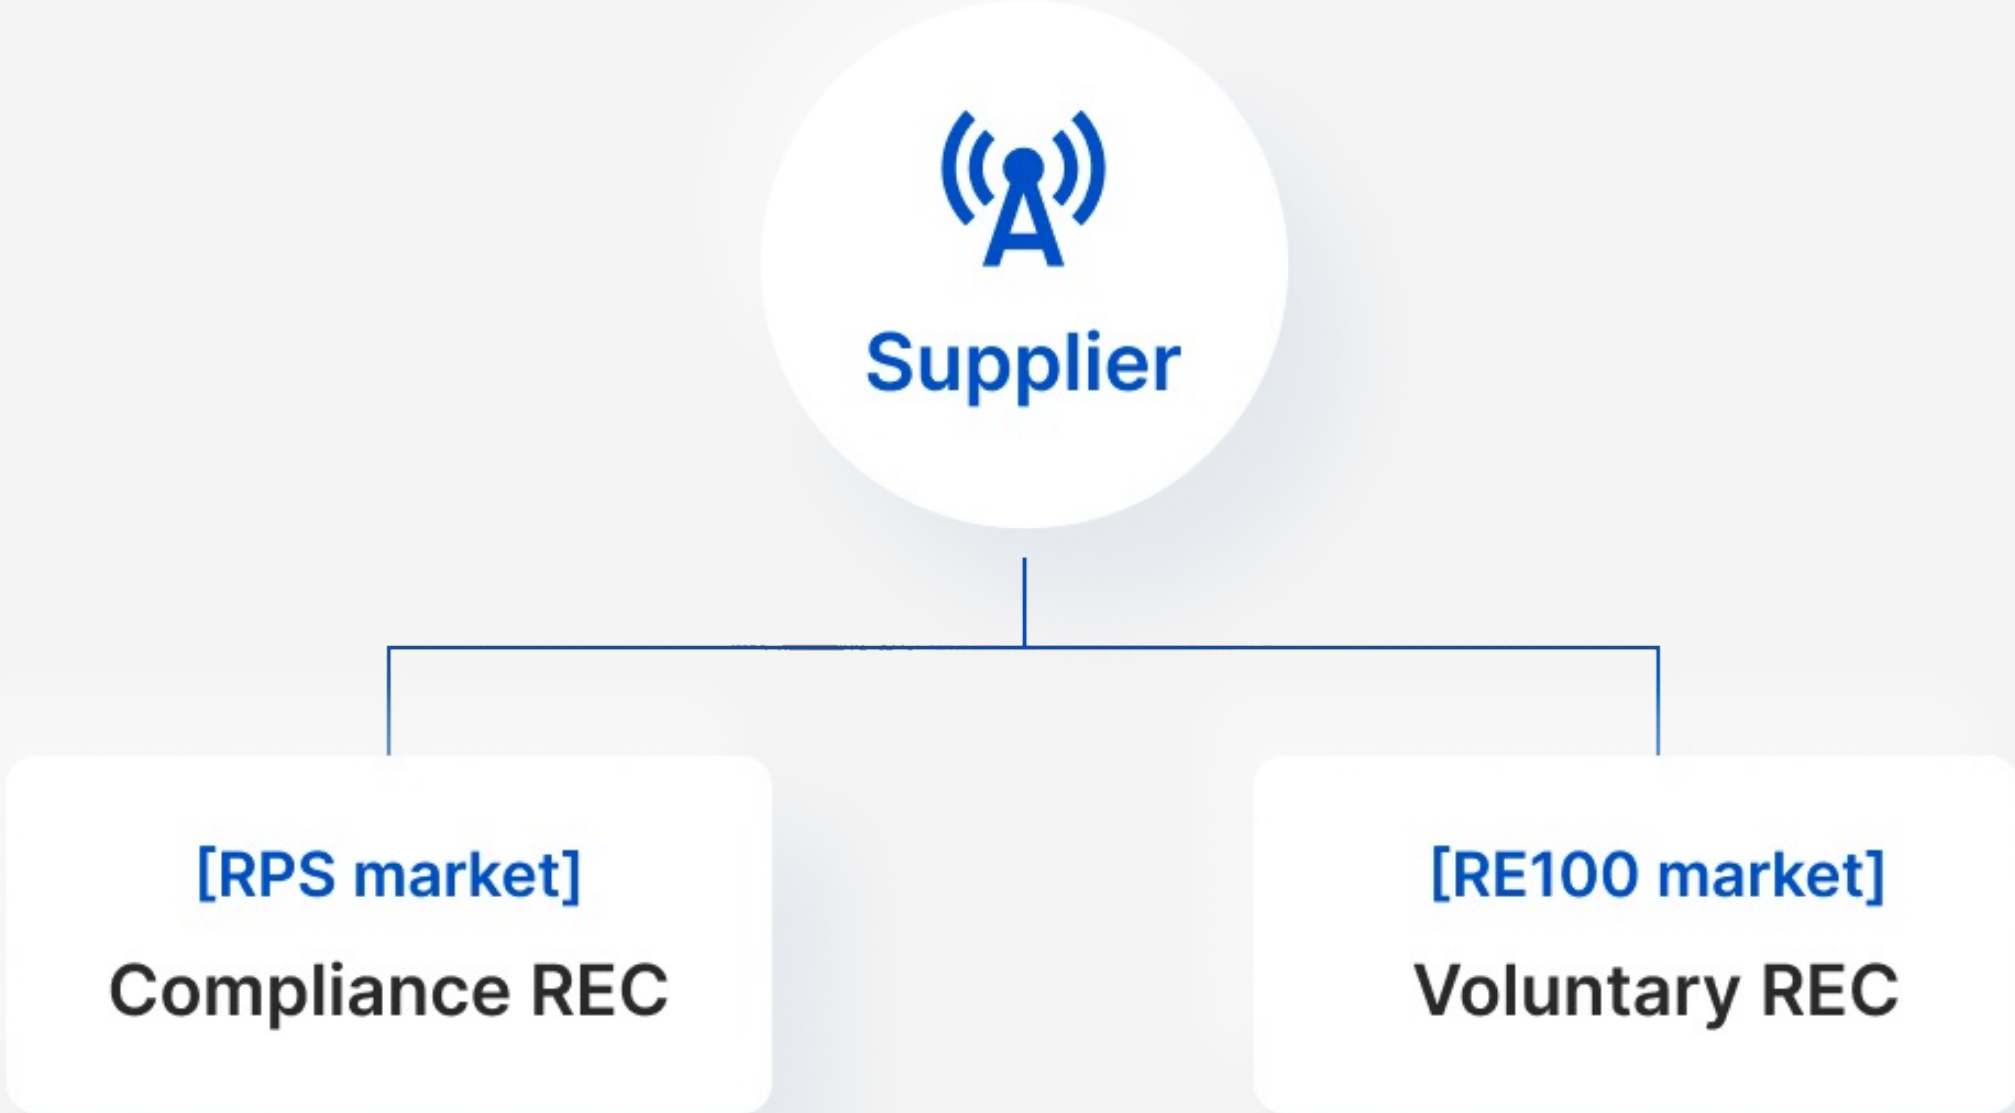 Supplier
[RPS market]
Compliance REC
[RE100 market]
Voluntary REC